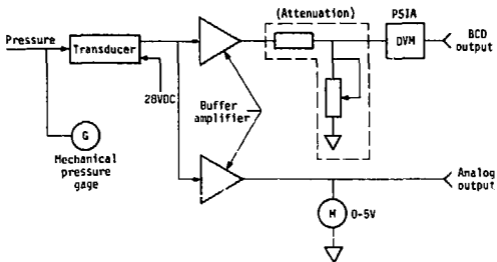 (Attenuation)
PSIA
Pressure
Transducer
DVM
BCD
output
28VDC
Buffer
amplifier
G
Mechanical
pressure
gage
Analog
output
M
0-5V